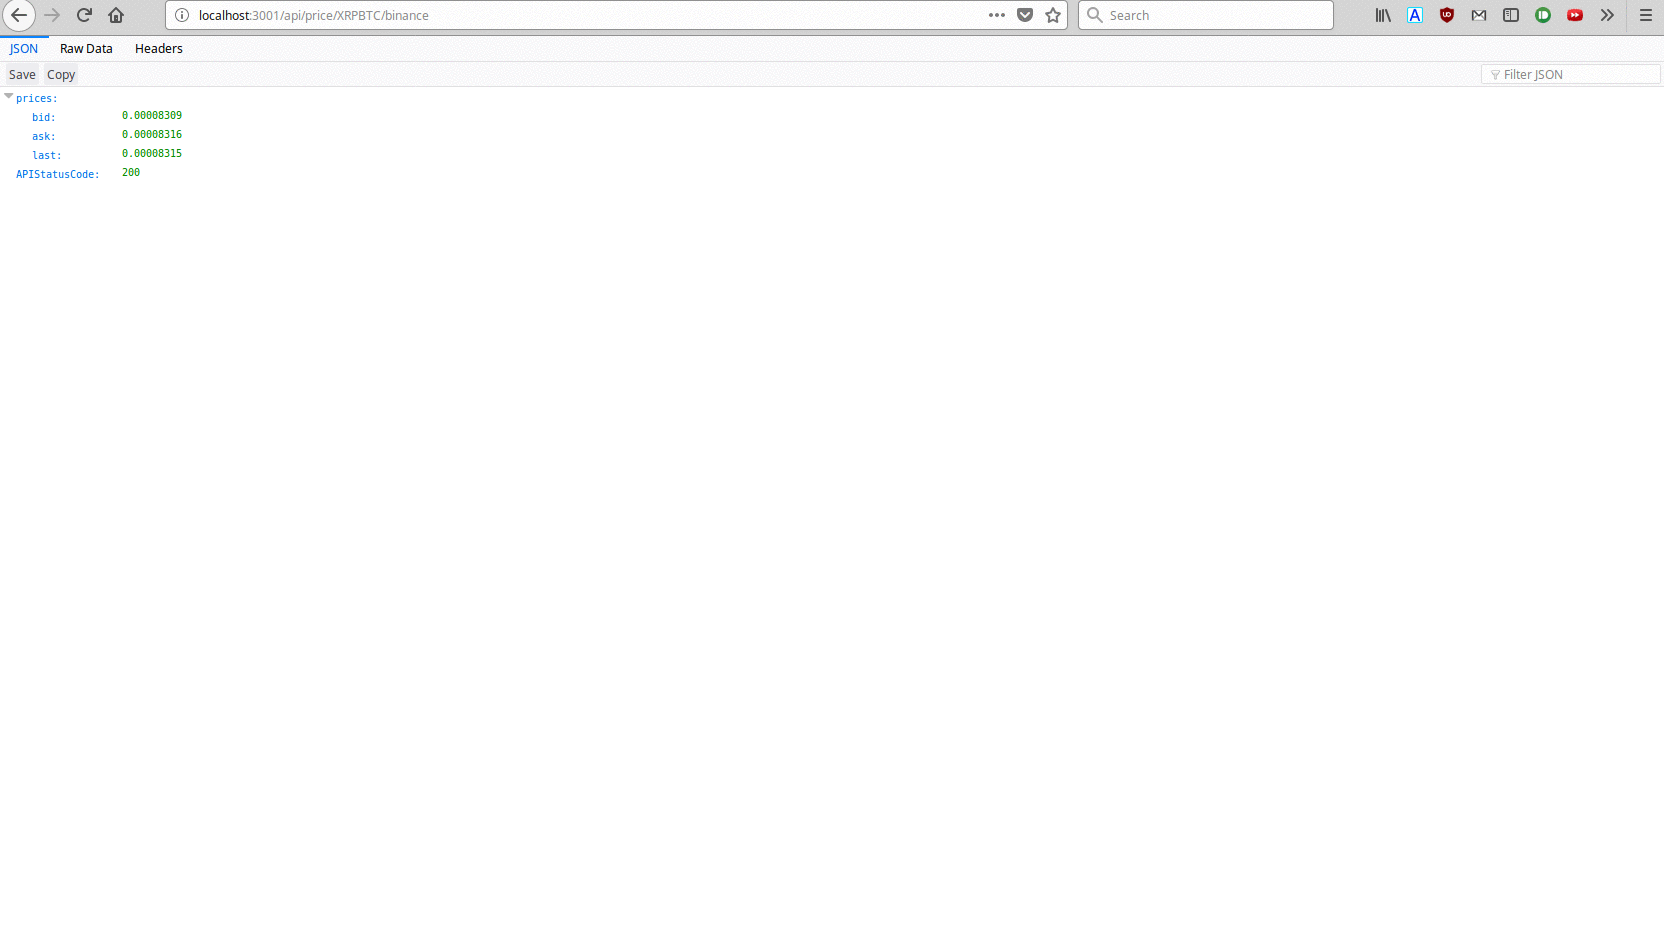 localhost:3001/api/price/XRPBTC/binance
Search
A
JSON Raw Data Headers
Save Copy
Filter JSON
prices:
bid: 0.00008309
ask: 0.00008316
last: 0.00008315
APIStatusCode: 200